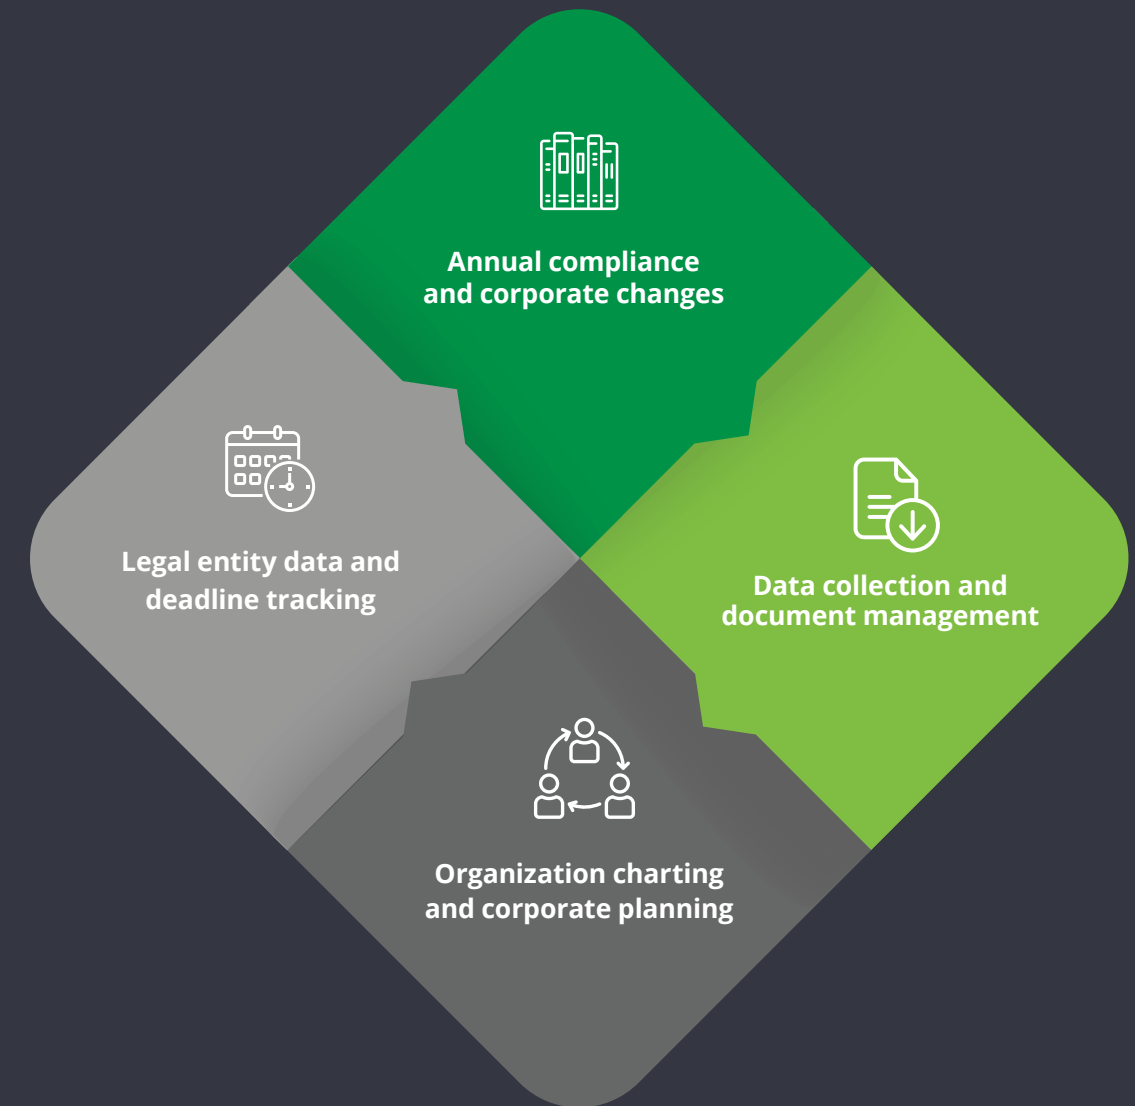 Annual compliance
and corporate changes
Legal entity data and
deadline tracking
Data collection and
document management
Organization charting
and corporate planning